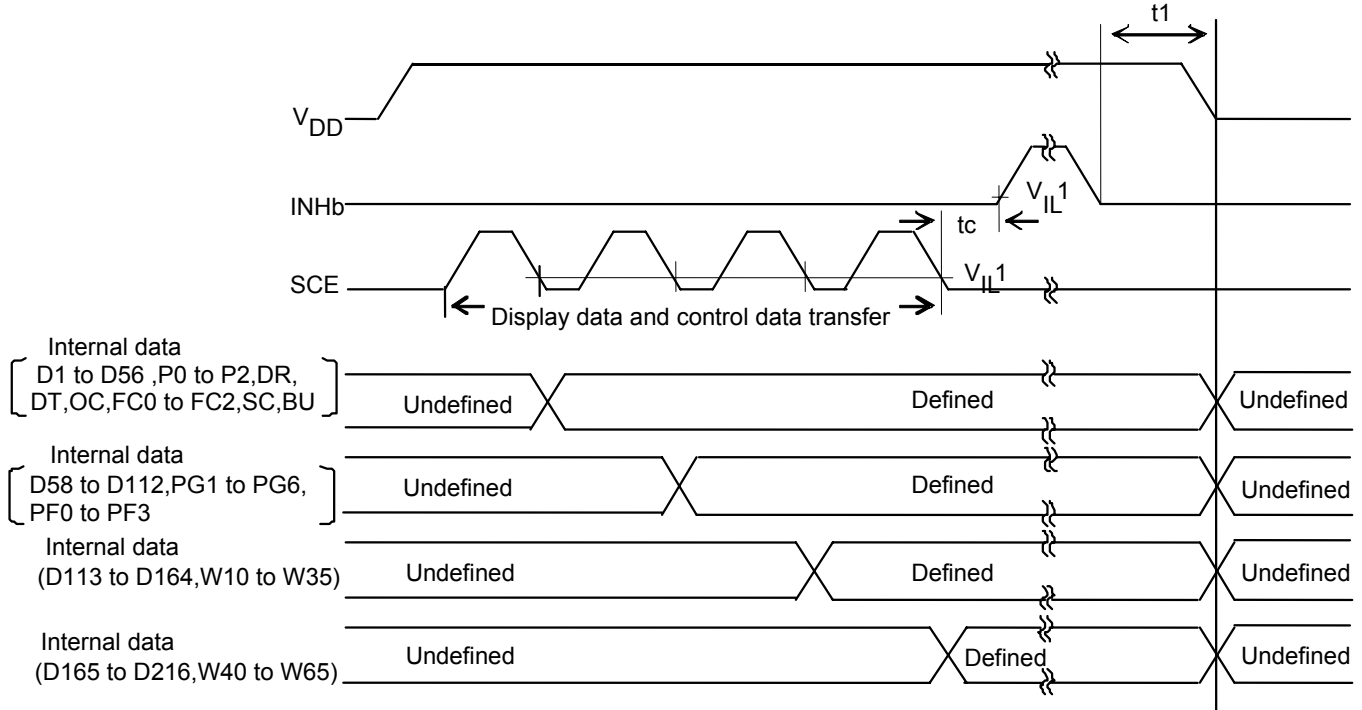 t1
VDD
INHb
VIL1
tc
SCE
VIL1
Display data and control data transfer
Internal data
D1 to D56 ,P0 to P2,DR,
DT,OC,FC0 to FC2,SC,BU
Undefined
Defined
Undefined
Internal data
D58 to D112,PG1 to PG6,
PF0 to PF3
Undefined
Defined
Undefined
Internal data
(D113 to D164,W10 to W35)
Undefined
Defined
Undefined
Internal data
(D165 to D216,W40 to W65)
Undefined
Defined
Undefined